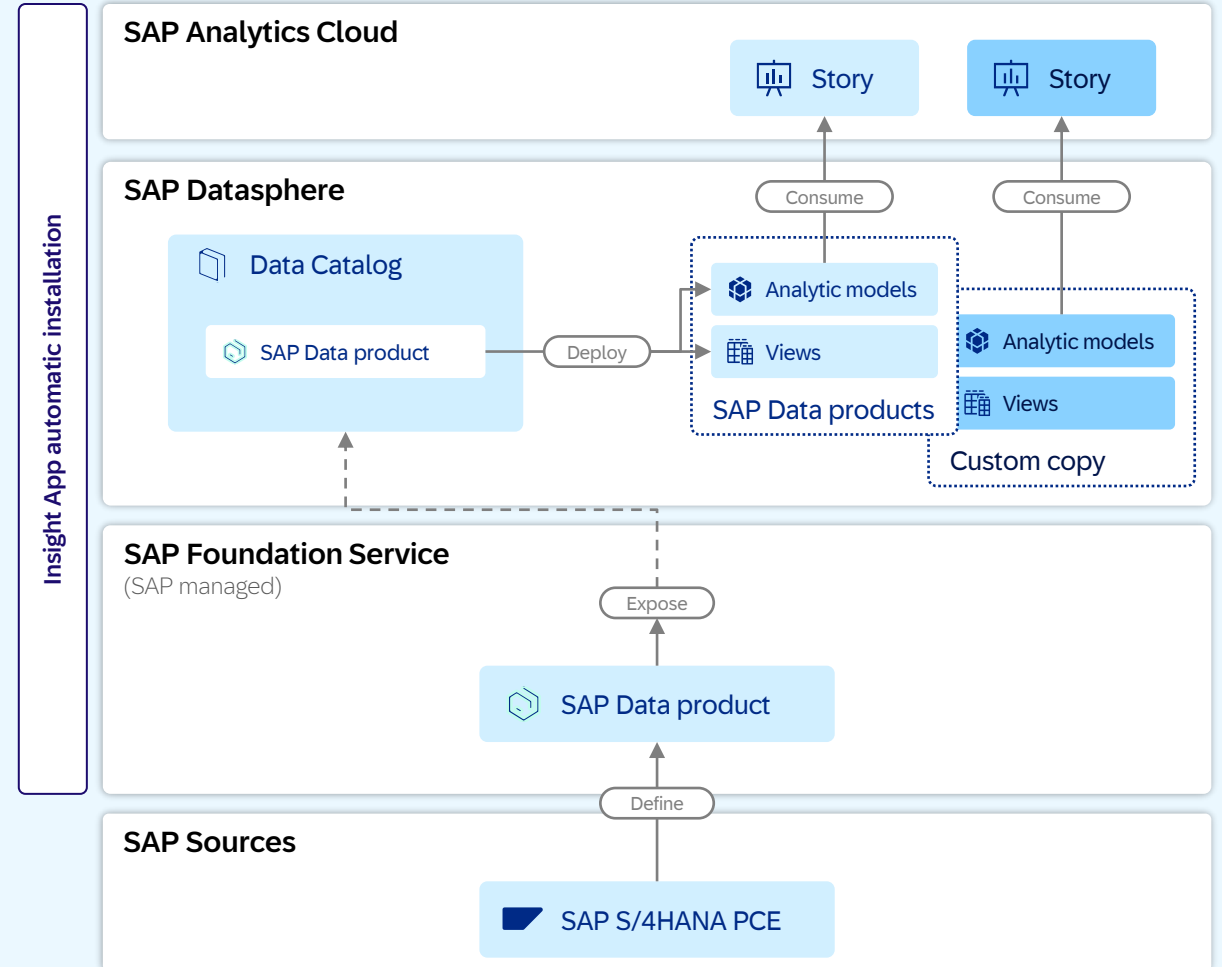 Insight App automatic installation
SAP Analytics Cloud
Story
Story
SAP Datasphere
Consume
Consume
Data Catalog
SAP Data product
Deploy
Analytic models
Views
SAP Data products
Analytic models
Views
Custom copy
SAP Foundation Service
(SAP managed)
Expose
SAP Data product
Define
SAP Sources
SAP S/4HANA PCE